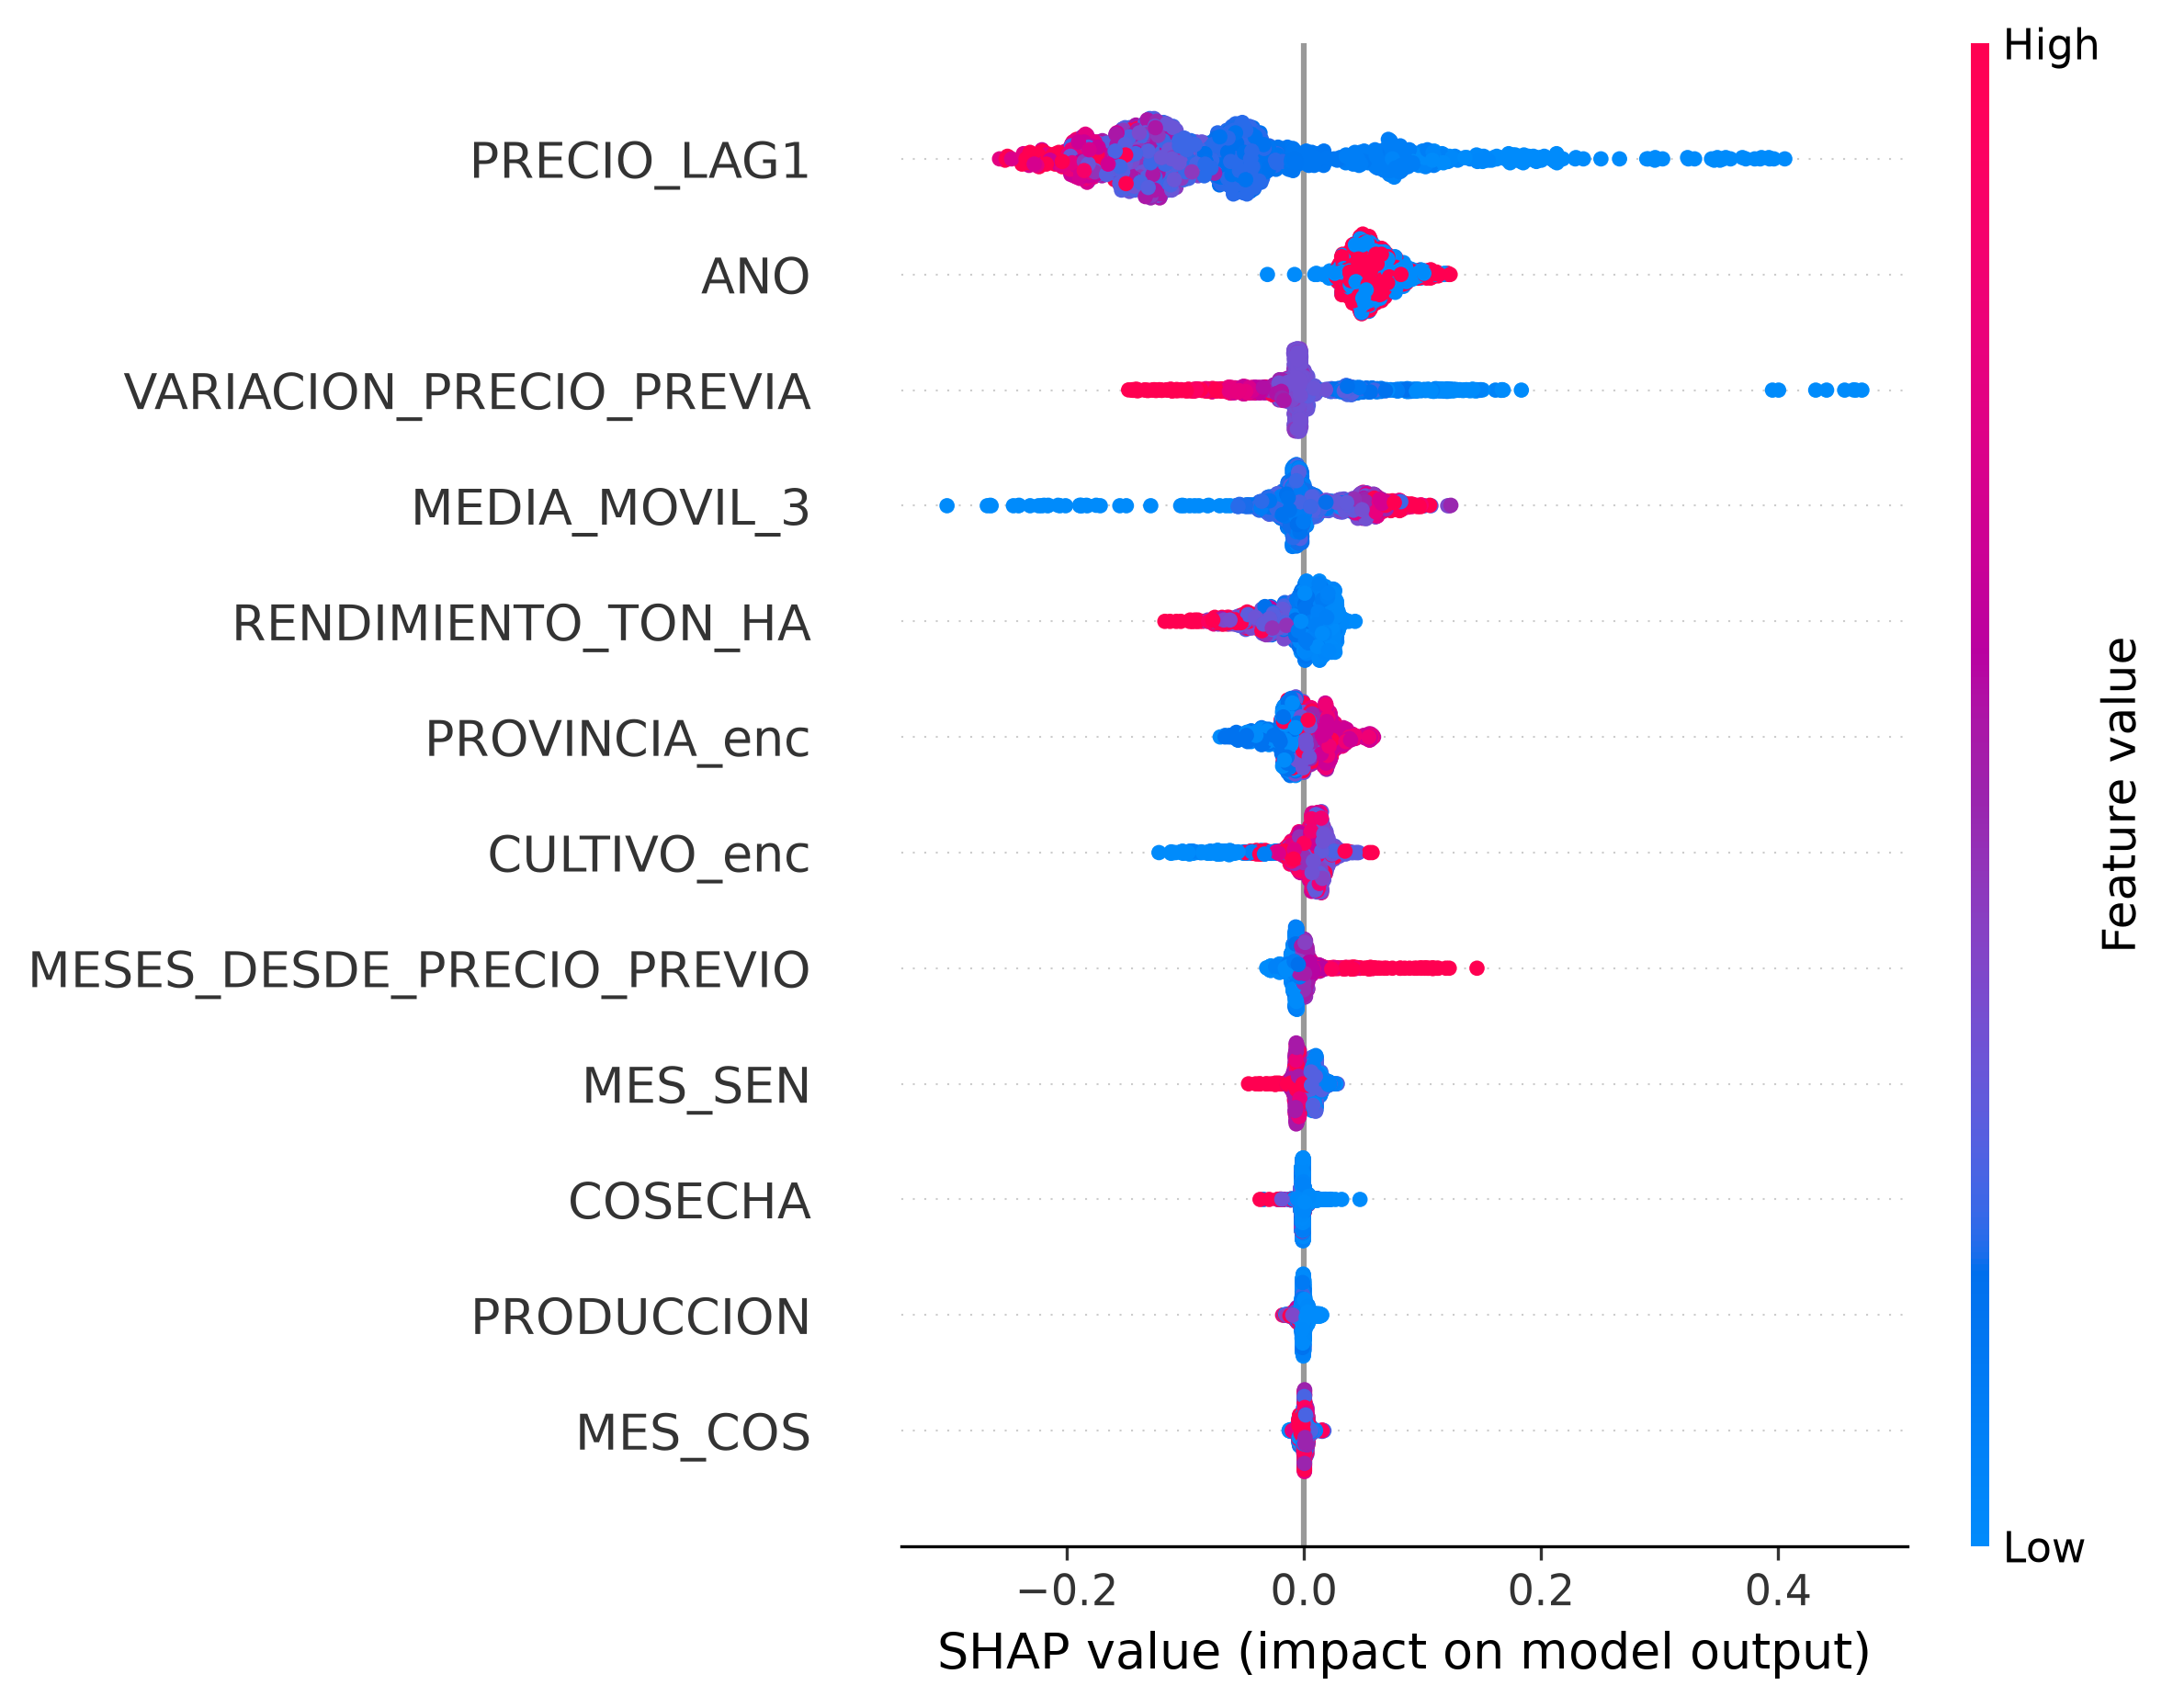 High
PRECIO_LAG1
ANO
VARIACION_PRECIO_PREVIA
MEDIA_MOVIL_3
RENDIMIENTO_TON_HA
PROVINCIA_enc
CULTIVO_enc
MESES_DESDE_PRECIO_PREVIO
MES_SEN
COSECHA
PRODUCCION
MES_COS
Feature value
Low
−0.2 0.0 0.2 0.4
SHAP value (impact on model output)